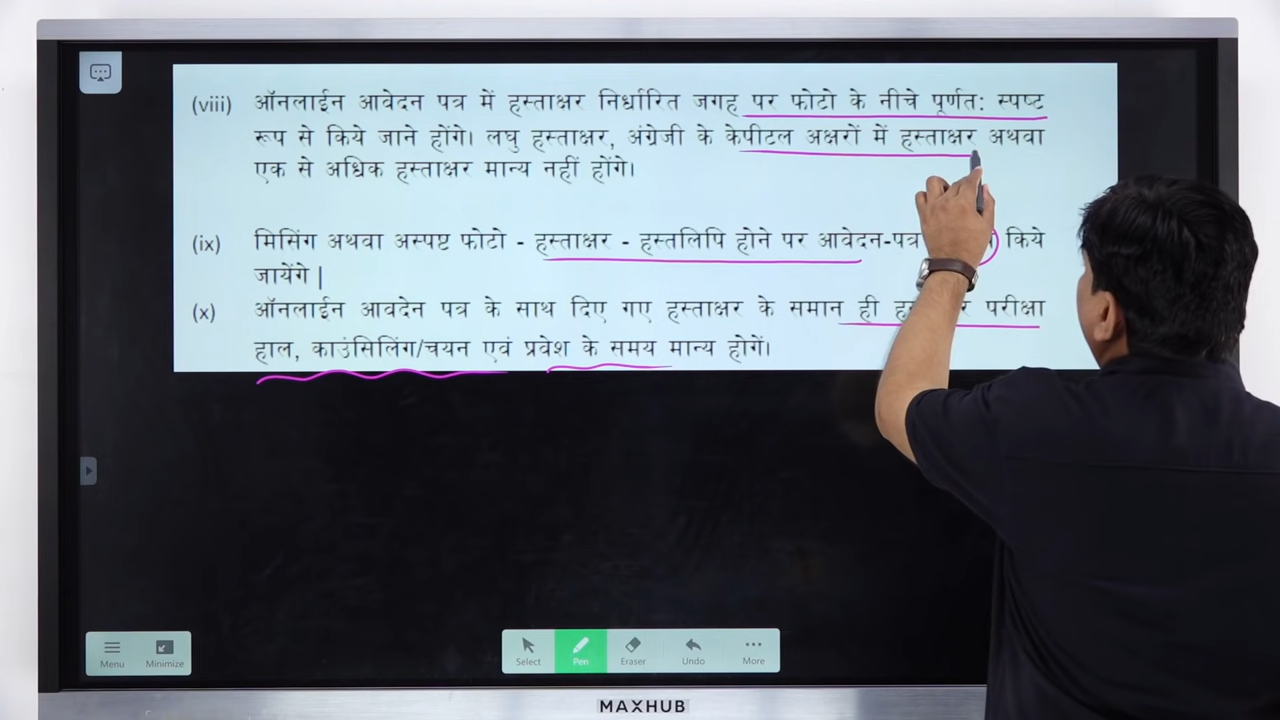 (viii) ऑनलाईन आवेदन पत्र में हस्ताक्षर निर्धारित जगह पर फोटो के नीचे पूर्णत: स्पष्ट
रूप से किये जाने होंगे। लघु हस्ताक्षर, अंग्रेजी के केपीटल अक्षरों में हस्ताक्षर अथवा
एक से अधिक हस्ताक्षर मान्य नहीं होंगे।
(ix) मिसिंग अथवा अस्पष्ट फोटो - हस्ताक्षर - हस्तलिपि होने पर आवेदन-पत्र किये
जायेंगे |
(x) ऑनलाईन आवदेन पत्र के साथ दिए गए हस्ताक्षर के समान ही परीक्षा
हाल, काउंसिलिंग/चयन एवं प्रवेश के समय मान्य होगें।
Menu Minimize Select Pen Eraser Undo More
MAXHUB